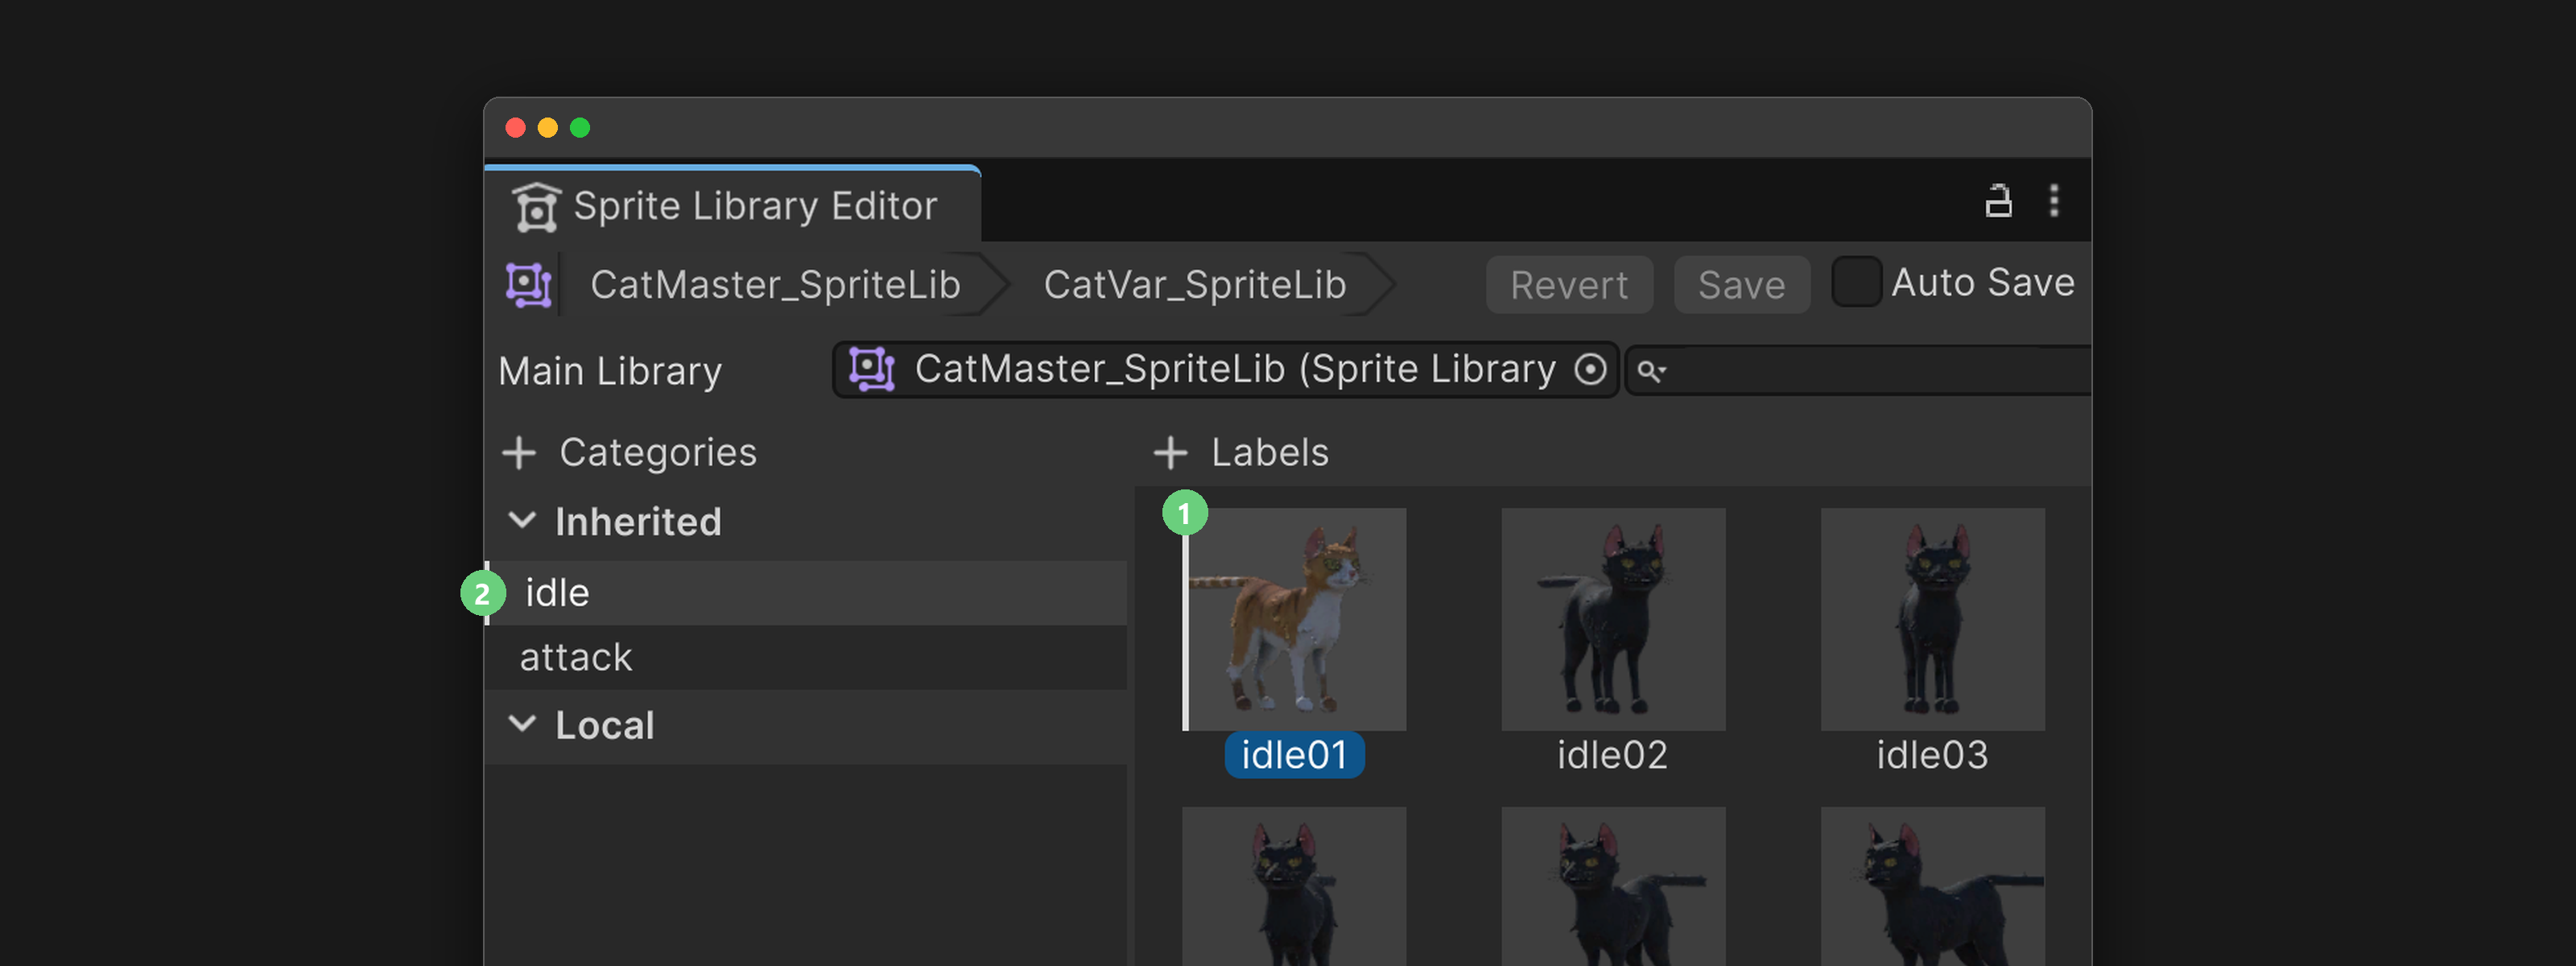 Sprite Library Editor
CatMaster_SpriteLib CatVar_SpriteLib Revert Save Auto Save
Main Library CatMaster_SpriteLib (Sprite Library
Categories
Labels
Inherited
1
2 idle
attack
Local
idle01 idle02 idle03